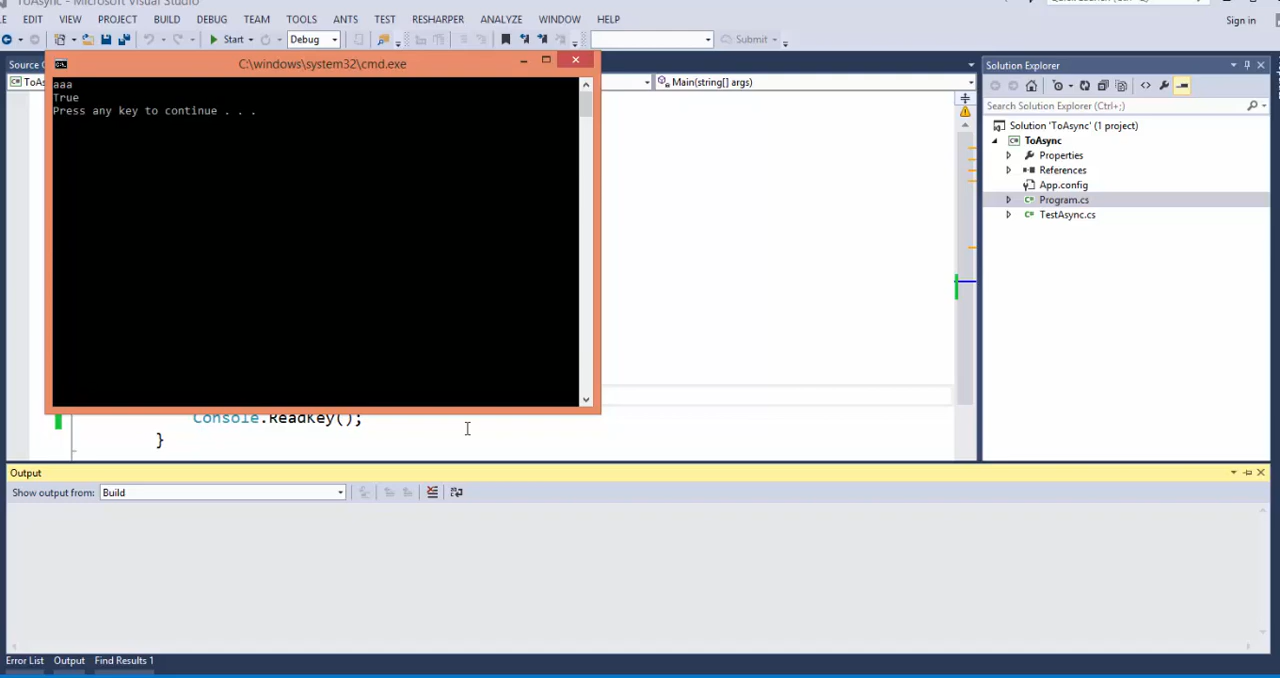 ToAsync - Microsoft Visual Studio
EDIT VIEW PROJECT BUILD DEBUG TEAM TOOLS ANTS TEST RESHARPER ANALYZE WINDOW HELP
Sign in
Start Debug Submit
C:\windows\system32\cmd.exe
aaa
True
Press any key to continue . . .
Source
ToAs
Main(string[] args)
Console.ReadKey();
}
Solution Explorer
Search Solution Explorer (Ctrl+;)
Solution 'ToAsync' (1 project)
ToAsync
Properties
References
App.config
Program.cs
TestAsync.cs
Output
Show output from: Build
Error List Output Find Results 1